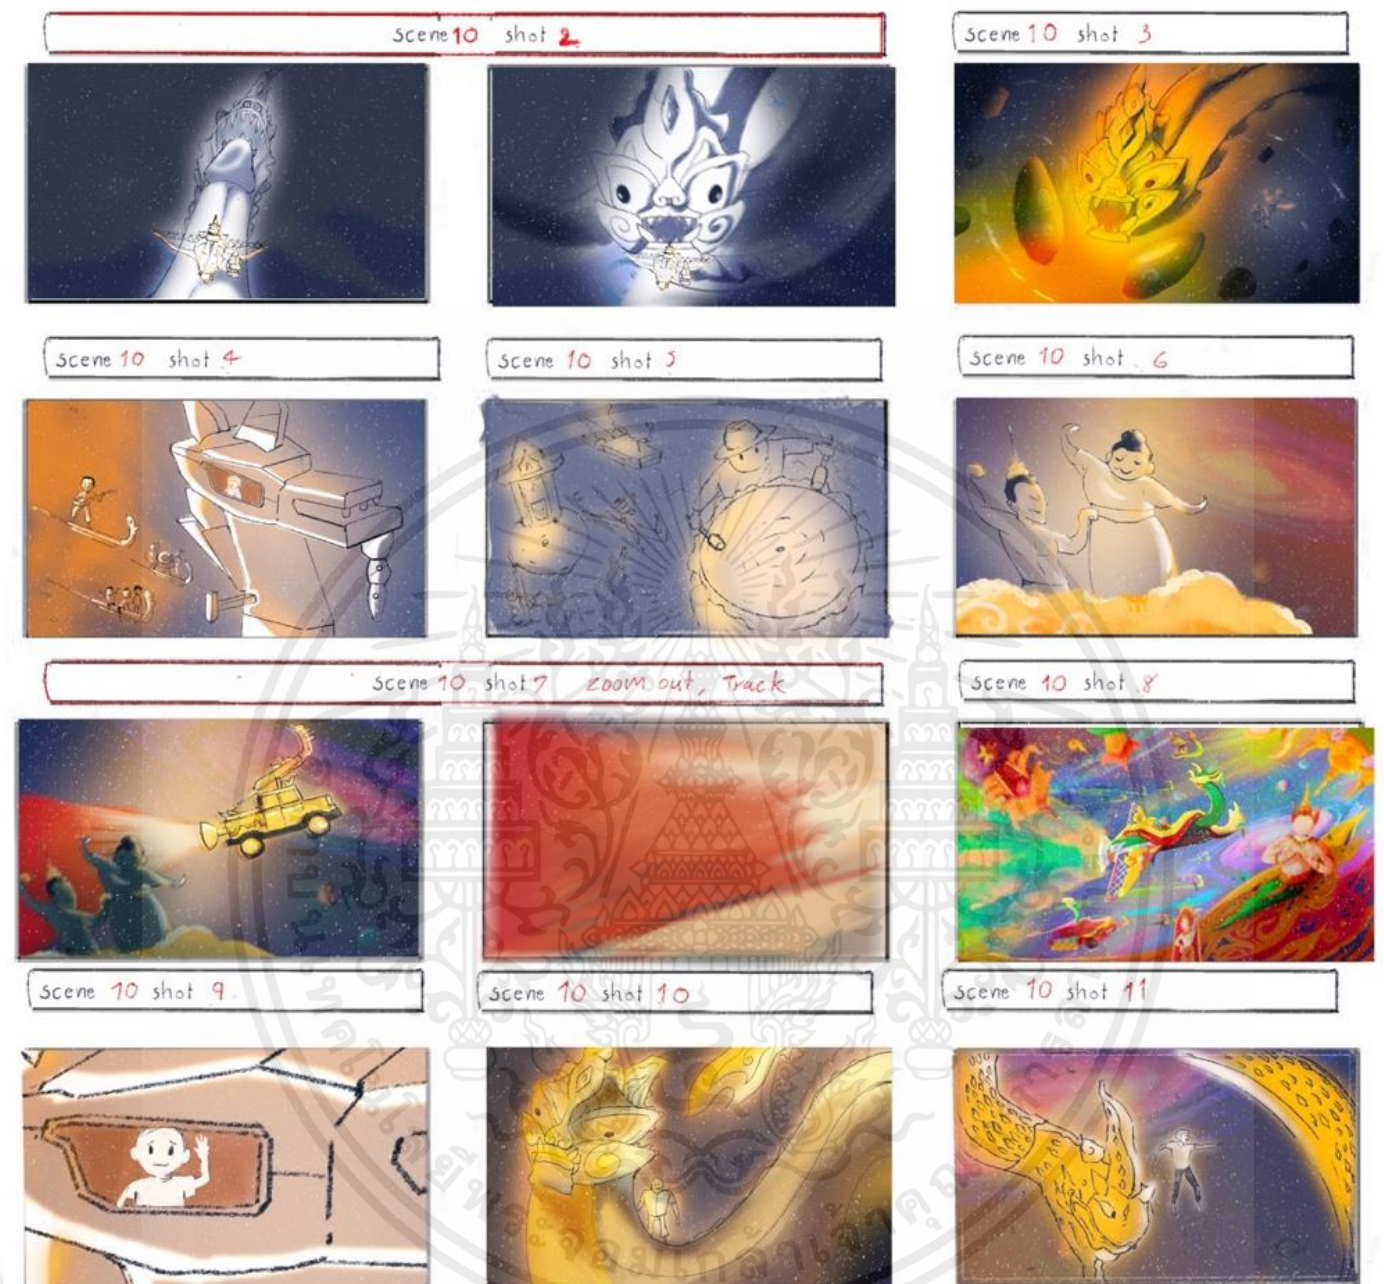 scene 10 shot 2
scene 10 shot 3
scene 10 shot 4
scene 10 shot 5
scene 10 shot 6
scene 10 shot 7 zoom out, Track
scene 10 shot 8
scene 10 shot 9
scene 10 shot 10
scene 10 shot 11